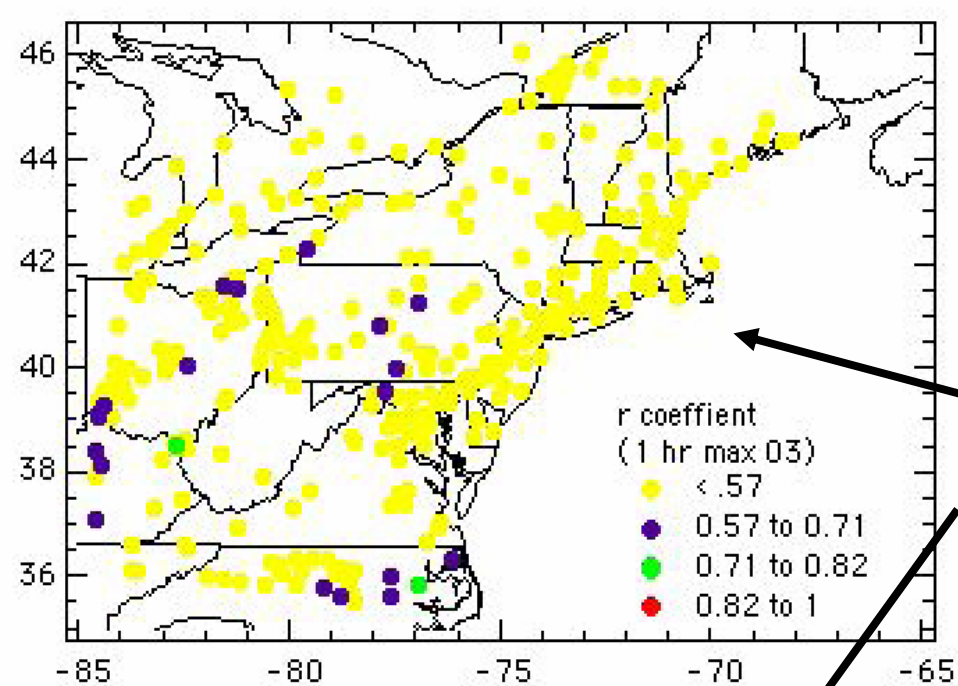 46
44
42
40
38
36
-85
-80
-75
-70
-65
r coeffient
(1 hr max O3)
< .57
0.57 to 0.71
0.71 to 0.82
0.82 to 1